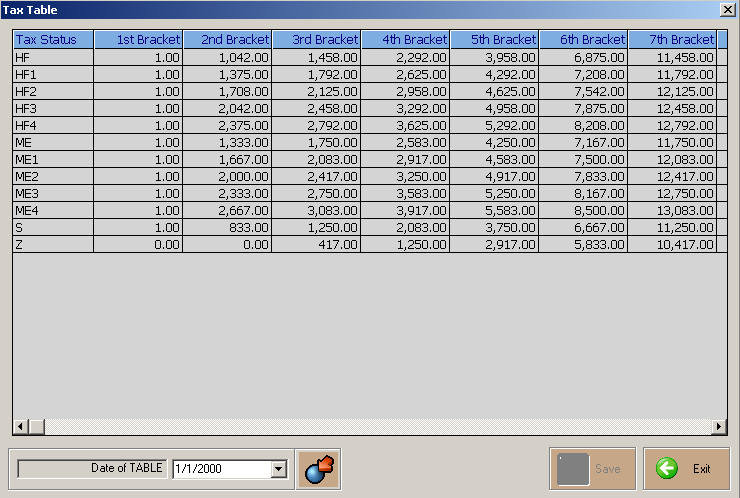 Tax Table
Tax Status 1st Bracket 2nd Bracket 3rd Bracket 4th Bracket 5th Bracket 6th Bracket 7th Bracket
HF 1.00 1,042.00 1,458.00 2,292.00 3,958.00 6,875.00 11,458.00
HF1 1.00 1,375.00 1,792.00 2,625.00 4,292.00 7,208.00 11,792.00
HF2 1.00 1,708.00 2,125.00 2,958.00 4,625.00 7,542.00 12,125.00
HF3 1.00 2,042.00 2,458.00 3,292.00 4,958.00 7,875.00 12,458.00
HF4 1.00 2,375.00 2,792.00 3,625.00 5,292.00 8,208.00 12,792.00
ME 1.00 1,333.00 1,750.00 2,583.00 4,250.00 7,167.00 11,750.00
ME1 1.00 1,667.00 2,083.00 2,917.00 4,583.00 7,500.00 12,083.00
ME2 1.00 2,000.00 2,417.00 3,250.00 4,917.00 7,833.00 12,417.00
ME3 1.00 2,333.00 2,750.00 3,583.00 5,250.00 8,167.00 12,750.00
ME4 1.00 2,667.00 3,083.00 3,917.00 5,583.00 8,500.00 13,083.00
S 1.00 833.00 1,250.00 2,083.00 3,750.00 6,667.00 11,250.00
Z 0.00 0.00 417.00 1,250.00 2,917.00 5,833.00 10,417.00
Date of TABLE 1/1/2000 Save Exit